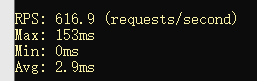 RPS: 616.9 (requests/second)
Max: 153ms
Min: 0ms
Avg: 2.9ms